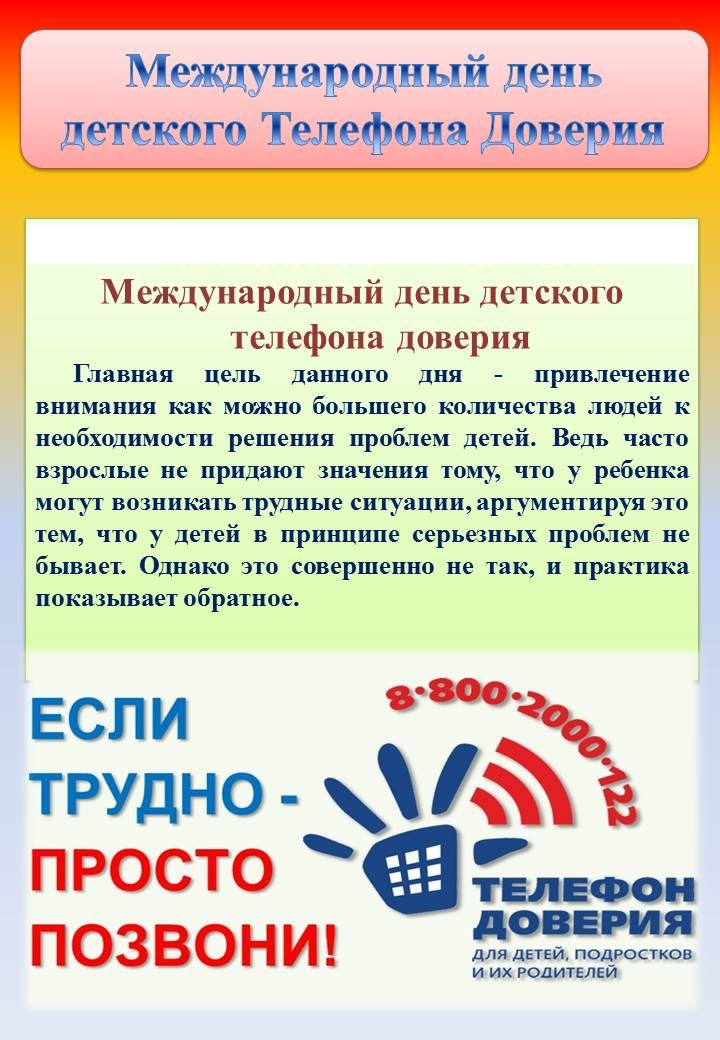 Международный день
детского Телефона Доверия
Международный день детского
телефона доверия
Главная цель данного дня - привлечение
внимания как можно большего количества людей к
необходимости решения проблем детей. Ведь часто
взрослые не придают значения тому, что у ребенка
могут возникать трудные ситуации, аргументируя это
тем, что у детей в принципе серьезных проблем не
бывает. Однако это совершенно не так, и практика
показывает обратное.
ЕСЛИ
ТРУДНО -
ПРОСТО
ПОЗВОНИ!
8·800·2000·122
ТЕЛЕФОН
ДОВЕРИЯ
ДЛЯ ДЕТЕЙ, ПОДРОСТКОВ
И ИХ РОДИТЕЛЕЙ